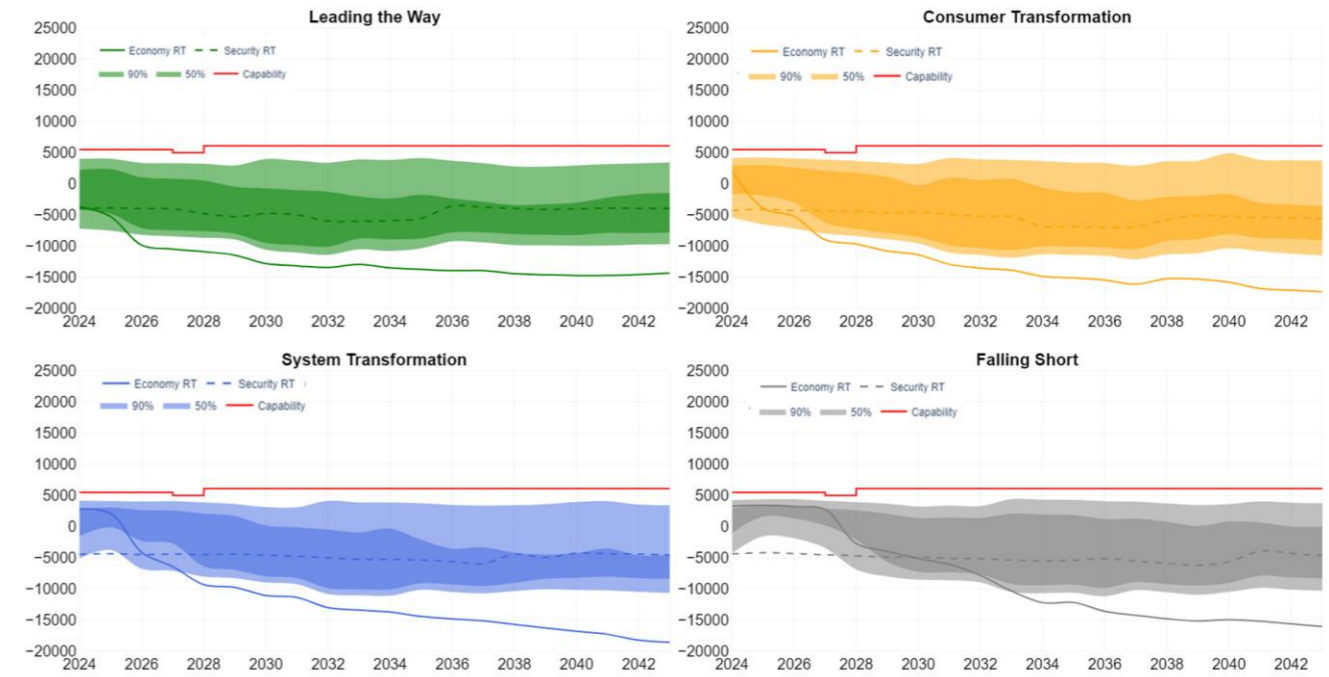 Leading the Way
25000
20000
15000
10000
5000
0
−5000
−10000
−15000
−20000
Economy RT Security RT
90% 50% Capability
2024 2026 2028 2030 2032 2034 2036 2038 2040 2042
Consumer Transformation
25000
20000
15000
10000
5000
0
−5000
−10000
−15000
−20000
Economy RT Security RT
90% 50% Capability
2024 2026 2028 2030 2032 2034 2036 2038 2040 2042
System Transformation
25000
20000
15000
10000
5000
0
−5000
−10000
−15000
−20000
Economy RT Security RT
90% 50% Capability
2024 2026 2028 2030 2032 2034 2036 2038 2040 2042
Falling Short
25000
20000
15000
10000
5000
0
−5000
−10000
−15000
−20000
Economy RT Security RT
90% 50% Capability
2024 2026 2028 2030 2032 2034 2036 2038 2040 2042